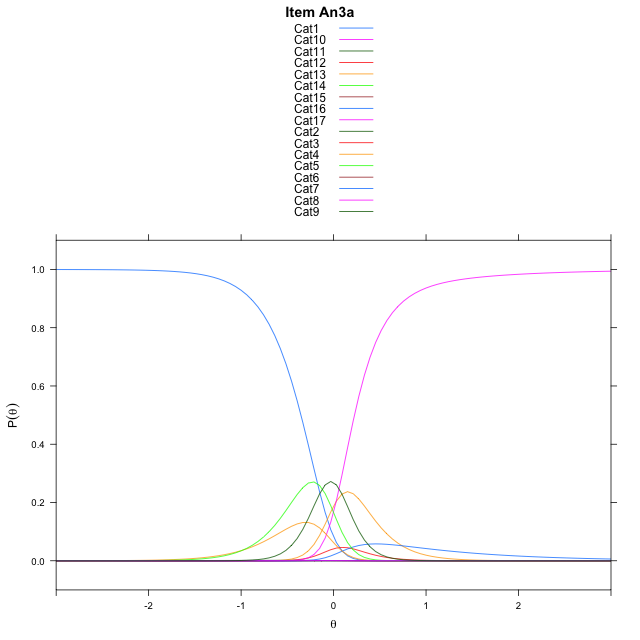 Item An3a
Cat1
Cat10
Cat11
Cat12
Cat13
Cat14
Cat15
Cat16
Cat17
Cat2
Cat3
Cat4
Cat5
Cat6
Cat7
Cat8
Cat9
1.0
0.8
0.6
0.4
0.2
0.0
P(θ)
-2 -1 0 1 2
θ